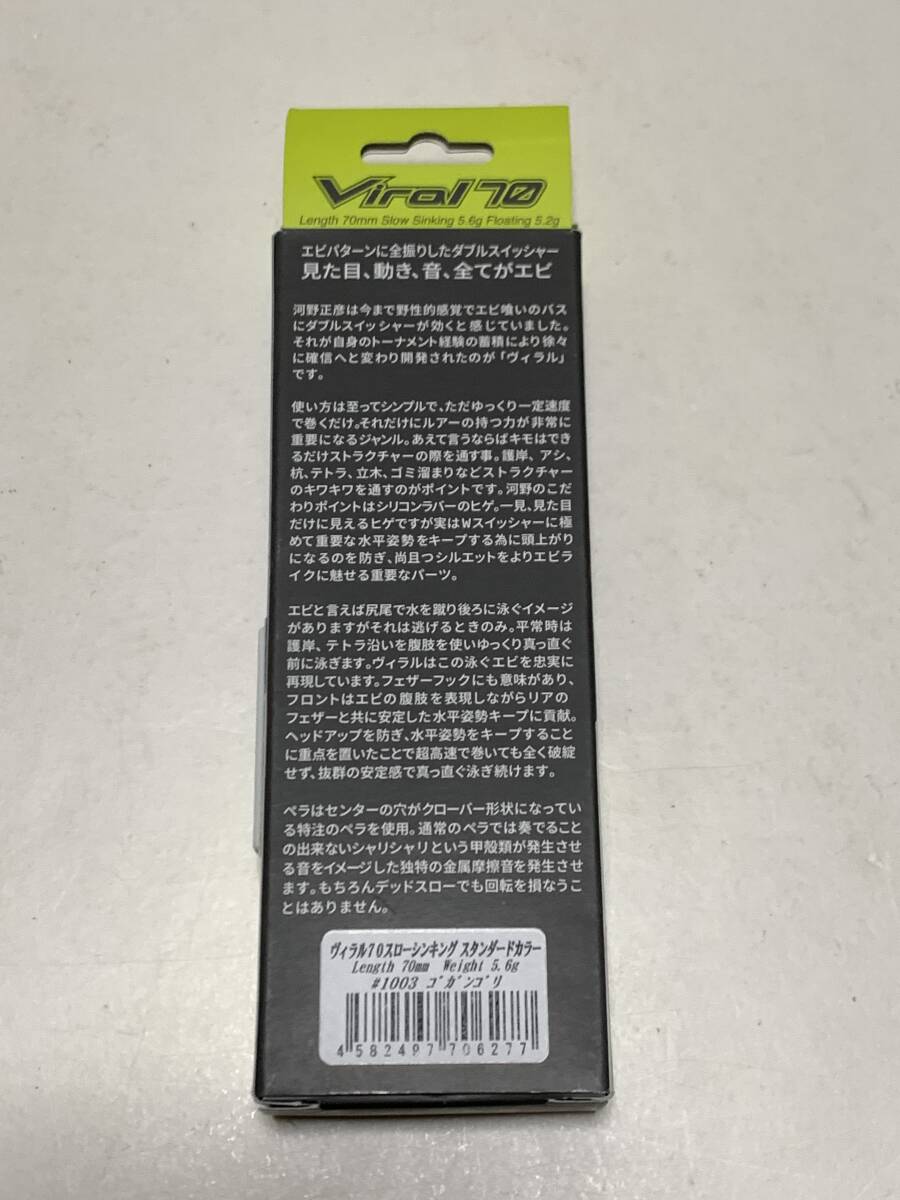 Viral 70
Length 70mm Slow Sinking 5.6g Floating 5.2g
エビパターンに全振りしたダブルスイッシャー
見た目、動き、音、全てがエビ
河野正彦は今まで野性的感覚でエビ喰いのバス
にダブルスイッシャーが効くと感じていました。
それが自身のトーナメント経験の蓄積により徐々
に確信へと変わり開発されたのが「ヴィラル」
です。
使い方は至ってシンプルで、ただゆっくり一定速度
で巻くだけ。それだけにルアーの持つ力が非常に
重要になるジャンル。あえて言うならばキモはでき
るだけストラクチャーの際を通す事。護岸、アシ、
杭、テトラ、立木、ゴミ溜まりなどストラクチャー
のキワキワを通すのがポイントです。河野のこだ
わりポイントはシリコンラバーのヒゲ。一見、見た目
だけに見えるヒゲですが実はWスイッシャーに極
めて重要な水平姿勢をキープする為に頭上がり
になるのを防ぎ、尚且つシルエットをよりエビラ
イクに魅せる重要なパーツ。
エビと言えば尻尾で水を蹴り後ろに泳ぐイメージ
がありますがそれは逃げるときのみ。平常時は
護岸、テトラ沿いを腹肢を使いゆっくり真っ直ぐ
前に泳ぎます。ヴィラルはこの泳ぐエビを忠実に
再現しています。フェザーフックにも意味があり、
フロントはエビの腹肢を表現しながらリアの
フェザーと共に安定した水平姿勢キープに貢献。
ヘッドアップを防ぎ、水平姿勢をキープすること
に重点を置いたことで超高速で巻いても全く破綻
せず、抜群の安定感で真っ直ぐ泳ぎ続けます。
ペラはセンターの穴がクローバー形状になってい
る特注のペラを使用。通常のペラでは奏でること
の出来ないシャリシャリという甲殻類が発生させ
る音をイメージした独特の金属摩擦音を発生させ
ます。もちろんデッドスローでも回転を損なうこ
とはありません。
ヴィラル70スローシンキング スタンダードカラー
Length 70mm Weight 5.6g
#1003 ゴガンゴリ
4 582497 706277